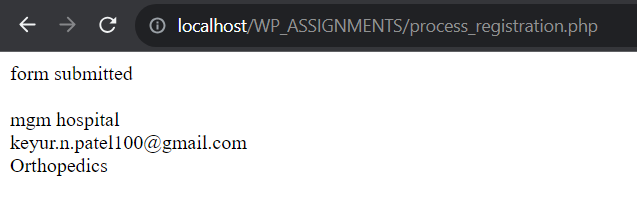 localhost/WP_ASSIGNMENTS/process_registration.php
form submitted
mgm hospital
keyur.n.patel100@gmail.com
Orthopedics